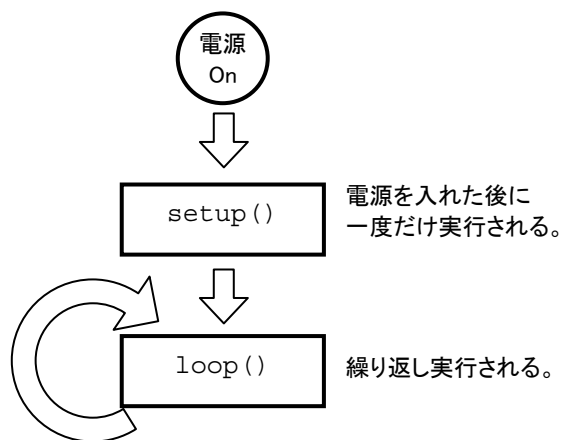 電源
On
setup()
電源を入れた後に
一度だけ実行される。
loop()
繰り返し実行される。